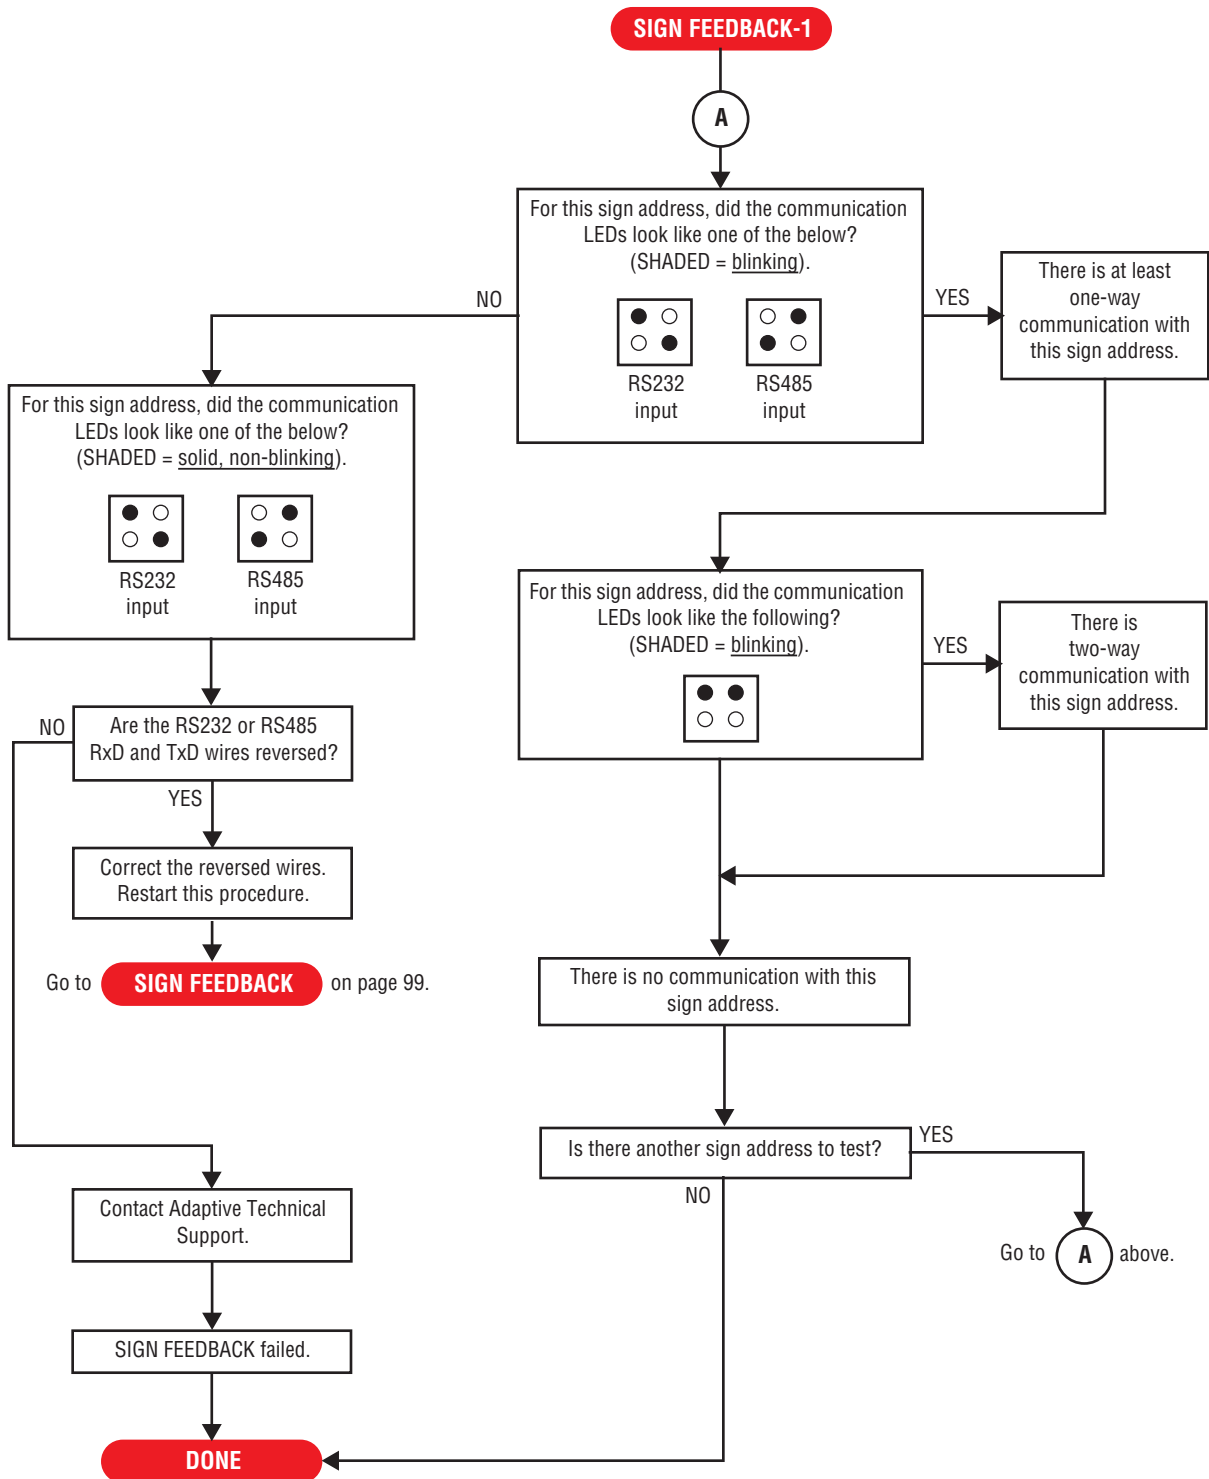 SIGN FEEDBACK-1
A
For this sign address, did the communication
LEDs look like one of the below?
(SHADED = blinking).
RS232
input
RS485
input
YES
There is at least
one-way
communication with
this sign address.
NO
For this sign address, did the communication
LEDs look like one of the below?
(SHADED = solid, non-blinking).
RS232
input
RS485
input
For this sign address, did the communication
LEDs look like the following?
(SHADED = blinking).
YES
There is
two-way
communication with
this sign address.
NO
Are the RS232 or RS485
RxD and TxD wires reversed?
YES
Correct the reversed wires.
Restart this procedure.
Go to SIGN FEEDBACK on page 99.
There is no communication with this
sign address.
Is there another sign address to test?
YES
NO
Go to A above.
Contact Adaptive Technical
Support.
SIGN FEEDBACK failed.
DONE